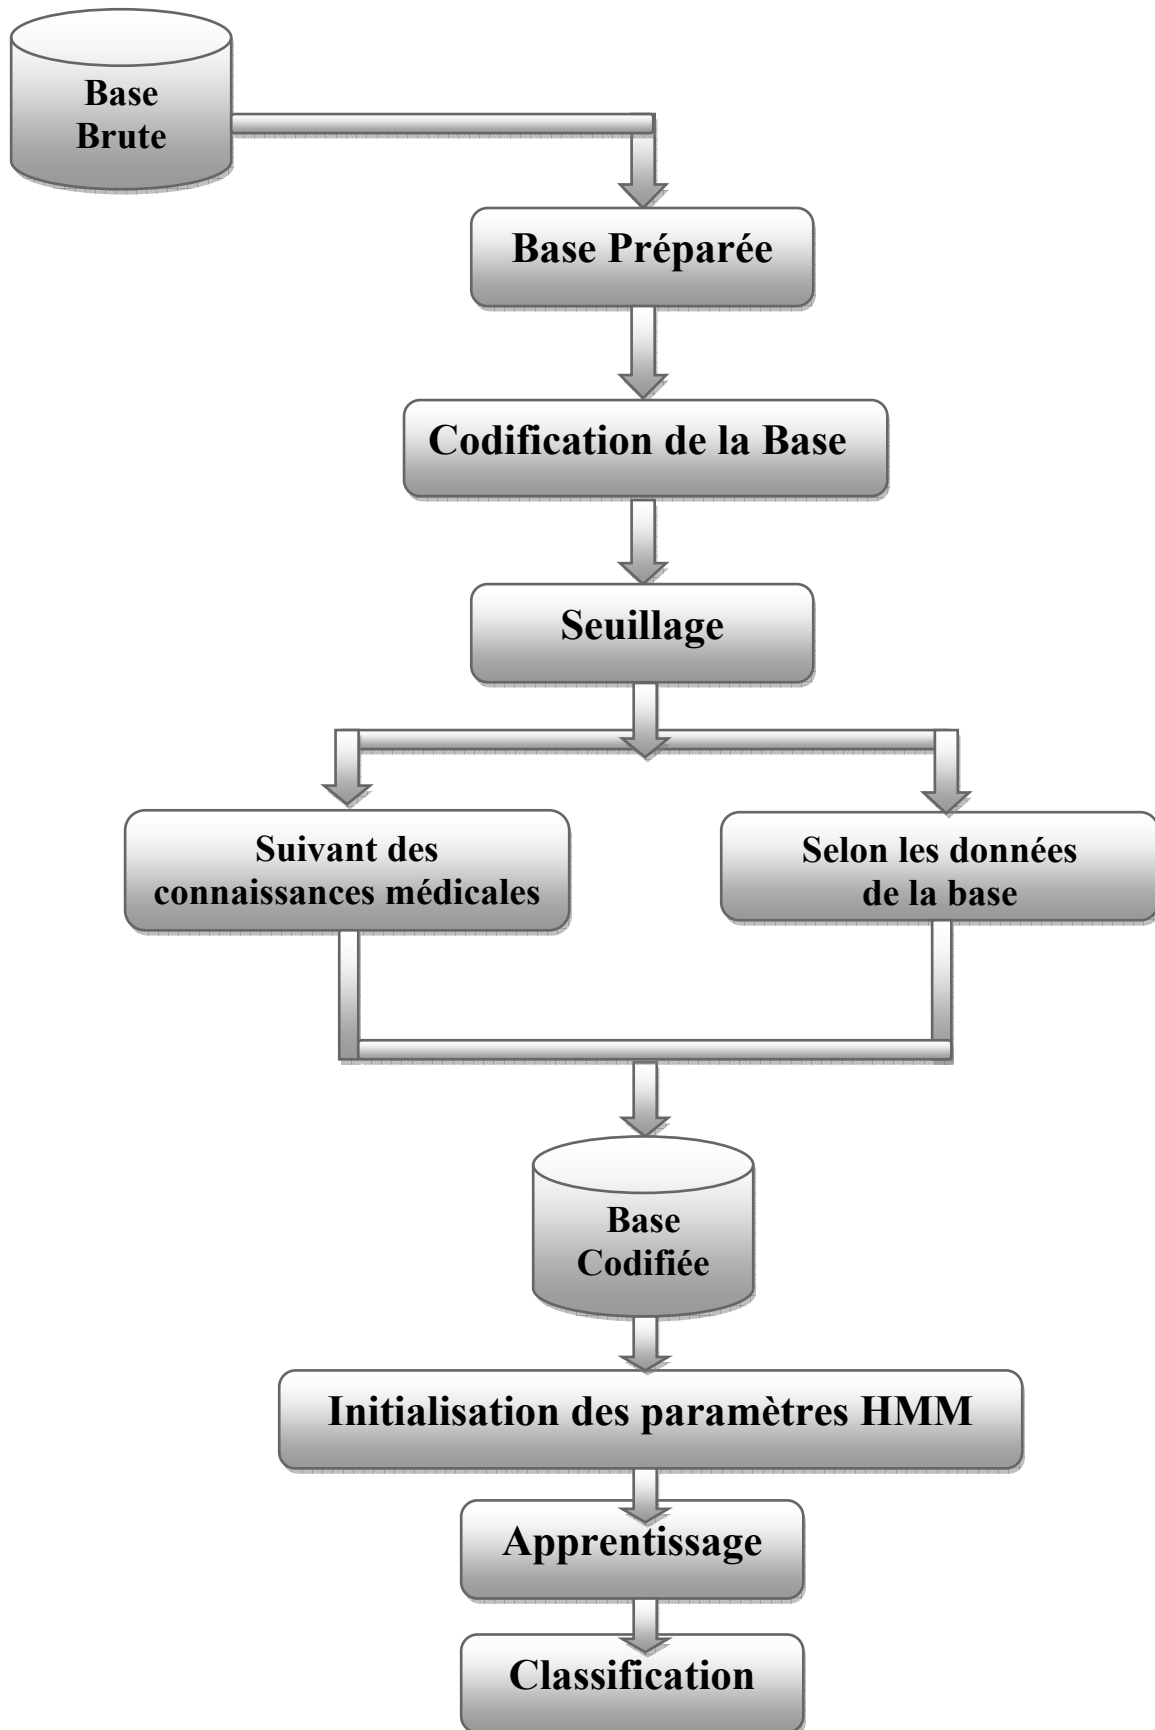 Base
Brute
Base Préparée
Codification de la Base
Seuillage
Suivant des
connaissances médicales
Selon les données
de la base
Base
Codifiée
Initialisation des paramètres HMM
Apprentissage
Classification